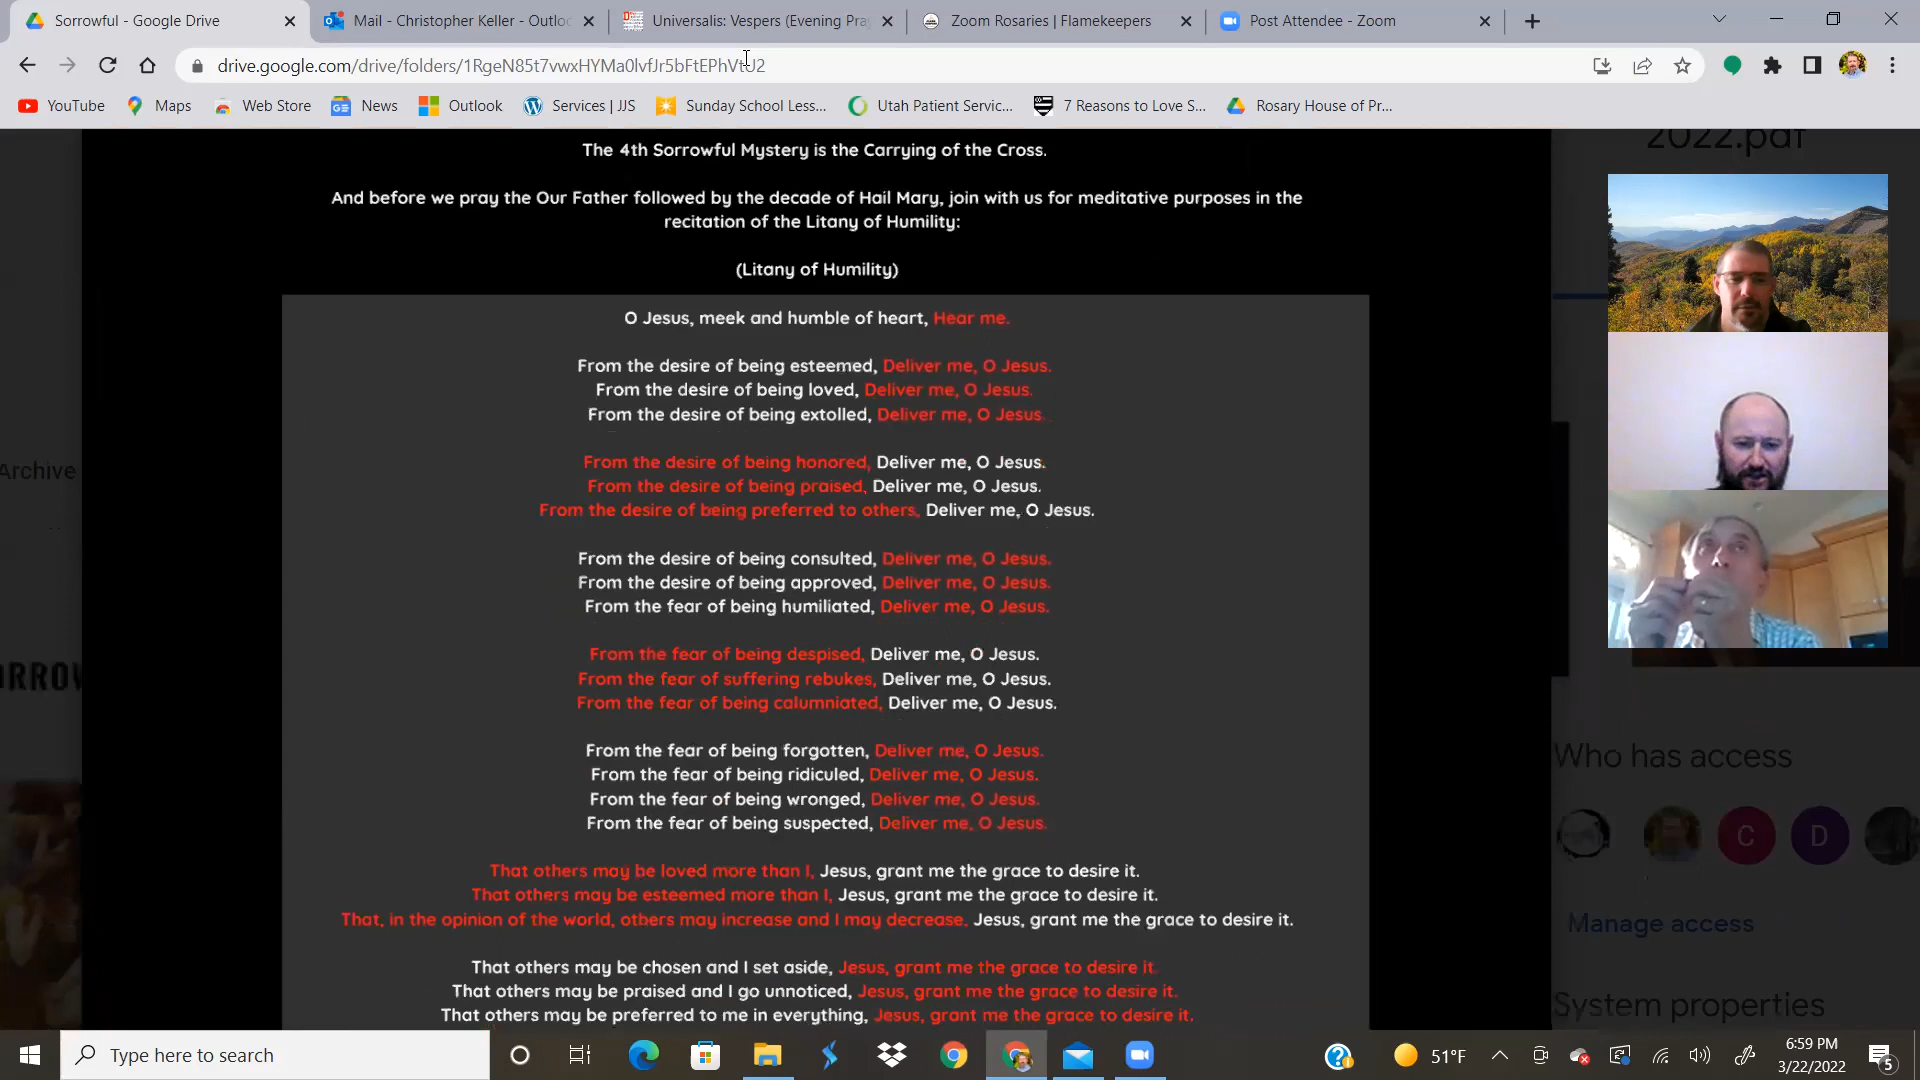 Sorrowful - Google Drive
Mail - Christopher Keller - Outloo
Universalis: Vespers (Evening Pra
Zoom Rosaries | Flamekeepers
Post Attendee - Zoom
drive.google.com/drive/folders/1RgeN85t7vwxHYMa0lvfJr5bFtEPhVtU2
YouTube
Maps
Web Store
News
Outlook
Services | JJS
Sunday School Less...
Utah Patient Servic...
7 Reasons to Love S...
Rosary House of Pr...
2022.pdf
The 4th Sorrowful Mystery is the Carrying of the Cross.
And before we pray the Our Father followed by the decade of Hail Mary, join with us for meditative purposes in the
recitation of the Litany of Humility:
(Litany of Humility)
O Jesus, meek and humble of heart, Hear me.
From the desire of being esteemed, Deliver me, O Jesus.
From the desire of being loved, Deliver me, O Jesus.
From the desire of being extolled, Deliver me, O Jesus.
From the desire of being honored, Deliver me, O Jesus.
From the desire of being praised, Deliver me, O Jesus.
From the desire of being preferred to others, Deliver me, O Jesus.
From the desire of being consulted, Deliver me, O Jesus.
From the desire of being approved, Deliver me, O Jesus.
From the fear of being humiliated, Deliver me, O Jesus.
From the fear of being despised, Deliver me, O Jesus.
From the fear of suffering rebukes, Deliver me, O Jesus.
From the fear of being calumniated, Deliver me, O Jesus.
From the fear of being forgotten, Deliver me, O Jesus.
From the fear of being ridiculed, Deliver me, O Jesus.
From the fear of being wronged, Deliver me, O Jesus.
From the fear of being suspected, Deliver me, O Jesus.
That others may be loved more than I, Jesus, grant me the grace to desire it.
That others may be esteemed more than I, Jesus, grant me the grace to desire it.
That, in the opinion of the world, others may increase and I may decrease, Jesus, grant me the grace to desire it.
That others may be chosen and I set aside, Jesus, grant me the grace to desire it.
That others may be praised and I go unnoticed, Jesus, grant me the grace to desire it.
That others may be preferred to me in everything, Jesus, grant me the grace to desire it.
Archive
RROW
Who has access
C
D
Manage access
System properties
Type here to search
51°F
6:59 PM
3/22/2022
5